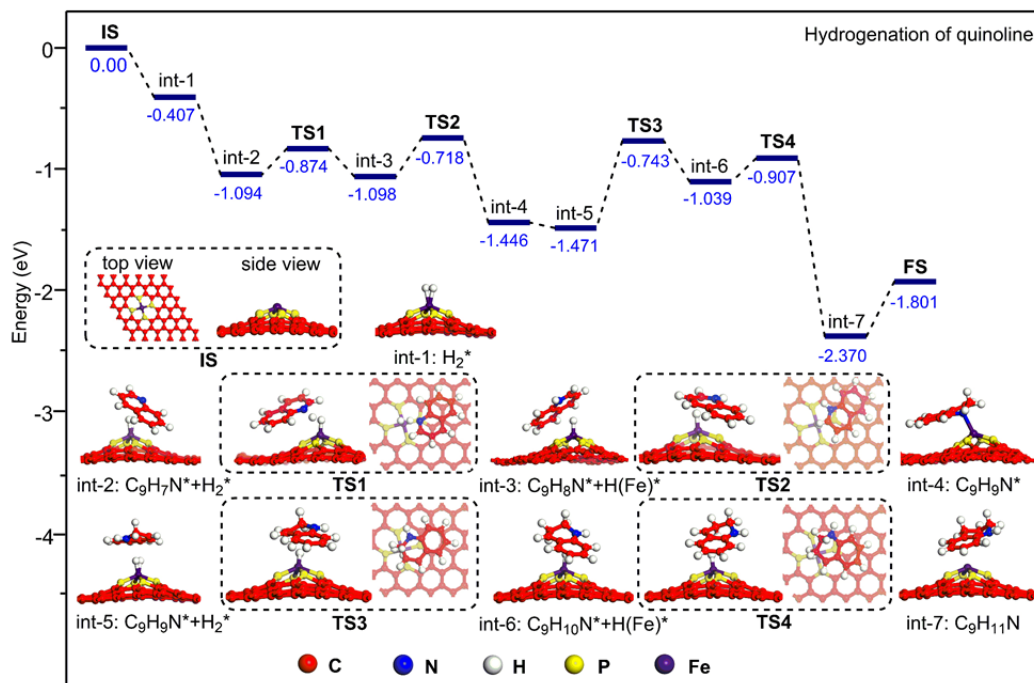 Hydrogenation of quinoline
Energy (eV)
0
-1
-2
-3
-4
IS
0.00
int-1
-0.407
int-2
-1.094
TS1
-0.874
int-3
-1.098
TS2
-0.718
int-4
-1.446
int-5
-1.471
TS3
-0.743
int-6
-1.039
TS4
-0.907
int-7
-2.370
FS
-1.801
top view side view
IS
int-1: H₂*
int-2: C₉H₇N*+H₂*
TS1
int-3: C₉H₈N*+H(Fe)*
TS2
int-4: C₉H₉N*
int-5: C₉H₉N*+H₂*
TS3
int-6: C₉H₁₀N*+H(Fe)*
TS4
int-7: C₉H₁₁N
C N H P Fe